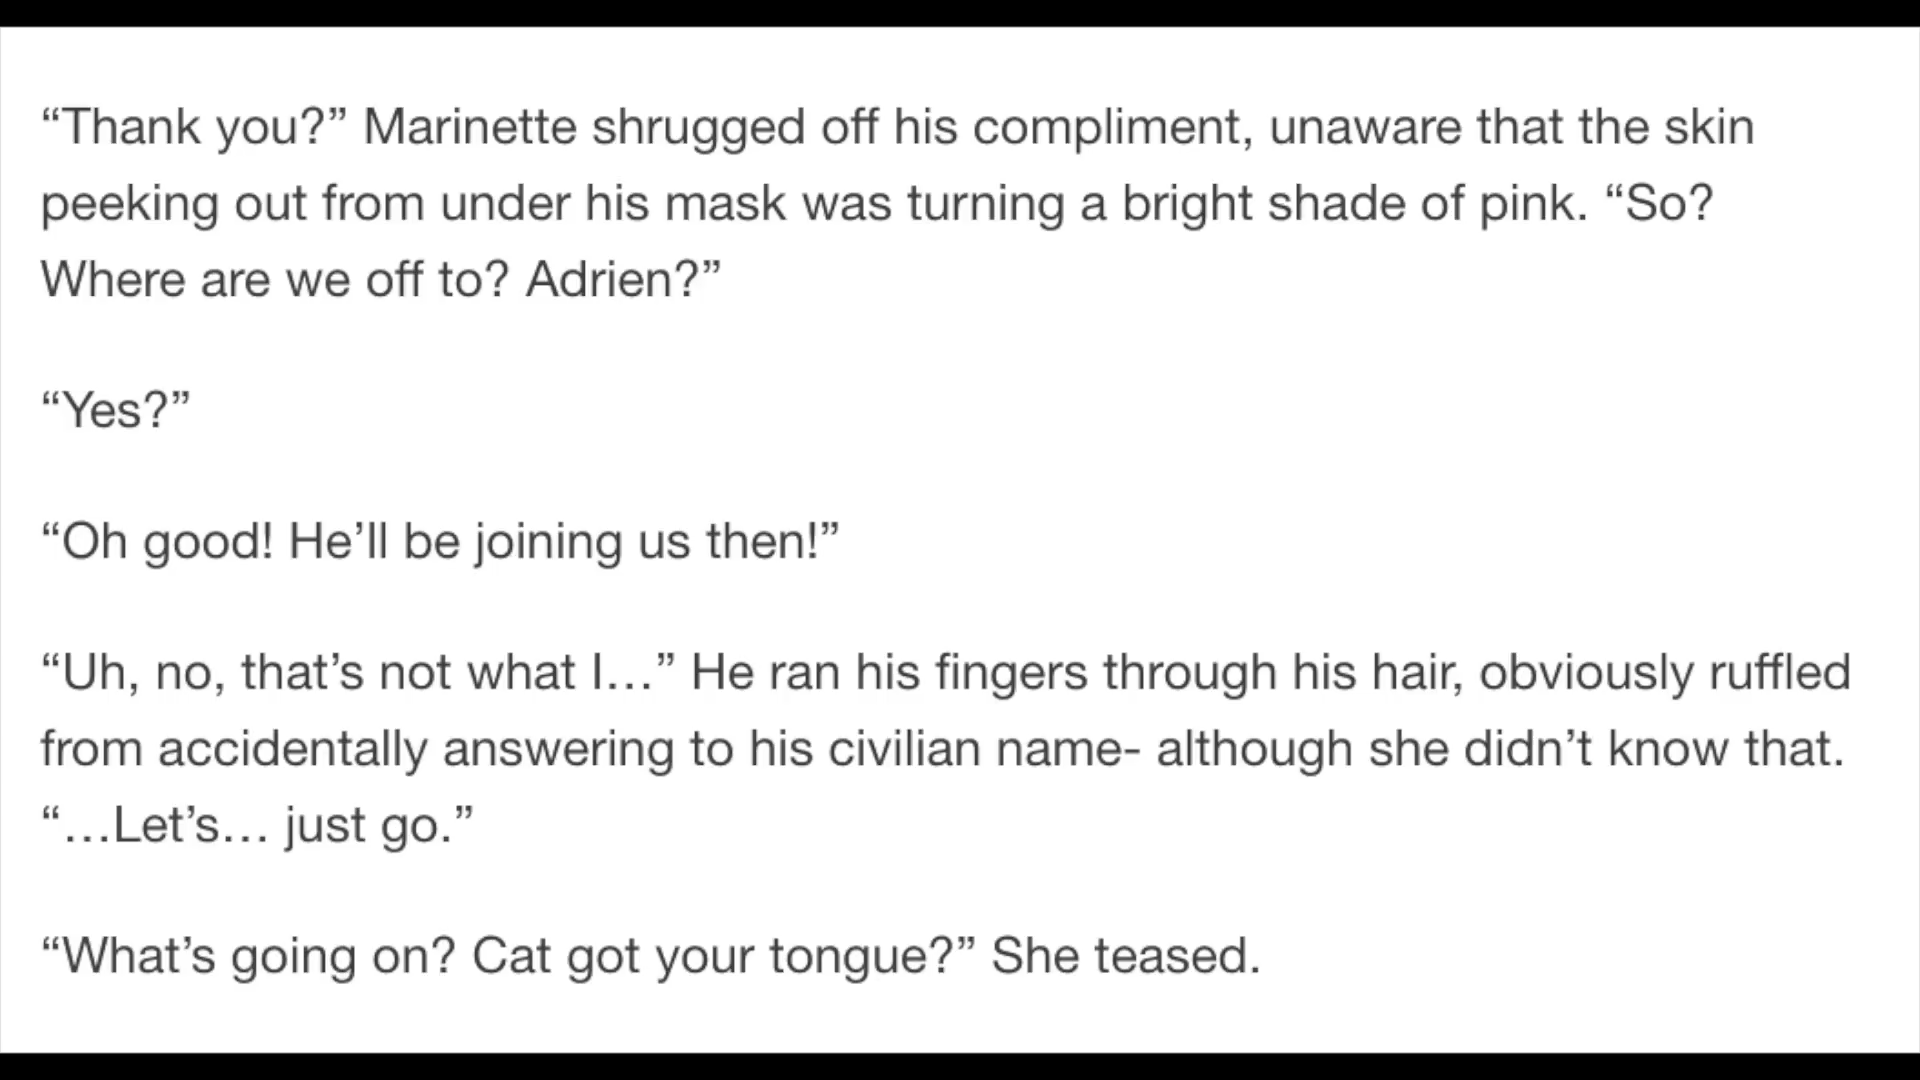 “Thank you?” Marinette shrugged off his compliment, unaware that the skin
peeking out from under his mask was turning a bright shade of pink. “So?
Where are we off to? Adrien?”
“Yes?”
“Oh good! He’ll be joining us then!”
“Uh, no, that’s not what I…” He ran his fingers through his hair, obviously ruffled
from accidentally answering to his civilian name- although she didn’t know that.
“…Let’s… just go.”
“What’s going on? Cat got your tongue?” She teased.